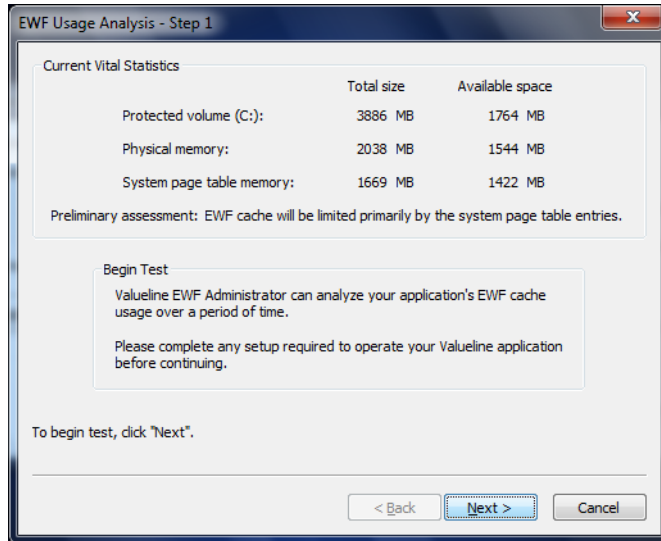 EWF Usage Analysis - Step 1
Current Vital Statistics
Total size Available space
Protected volume (C:): 3886 MB 1764 MB
Physical memory: 2038 MB 1544 MB
System page table memory: 1669 MB 1422 MB
Preliminary assessment: EWF cache will be limited primarily by the system page table entries.
Begin Test
Valueline EWF Administrator can analyze your application's EWF cache
usage over a period of time.
Please complete any setup required to operate your Valueline application
before continuing.
To begin test, click "Next".
< Back Next > Cancel